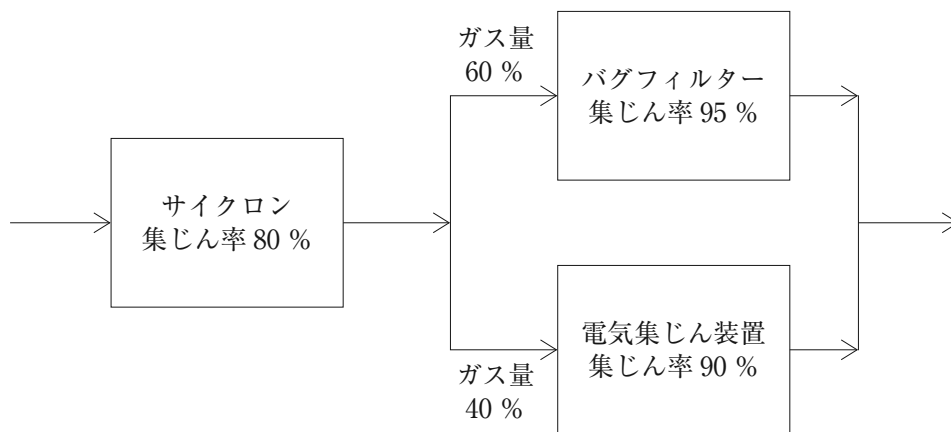 ガス量
60 %
バグフィルター
集じん率 95 %
サイクロン
集じん率 80 %
電気集じん装置
集じん率 90 %
ガス量
40 %